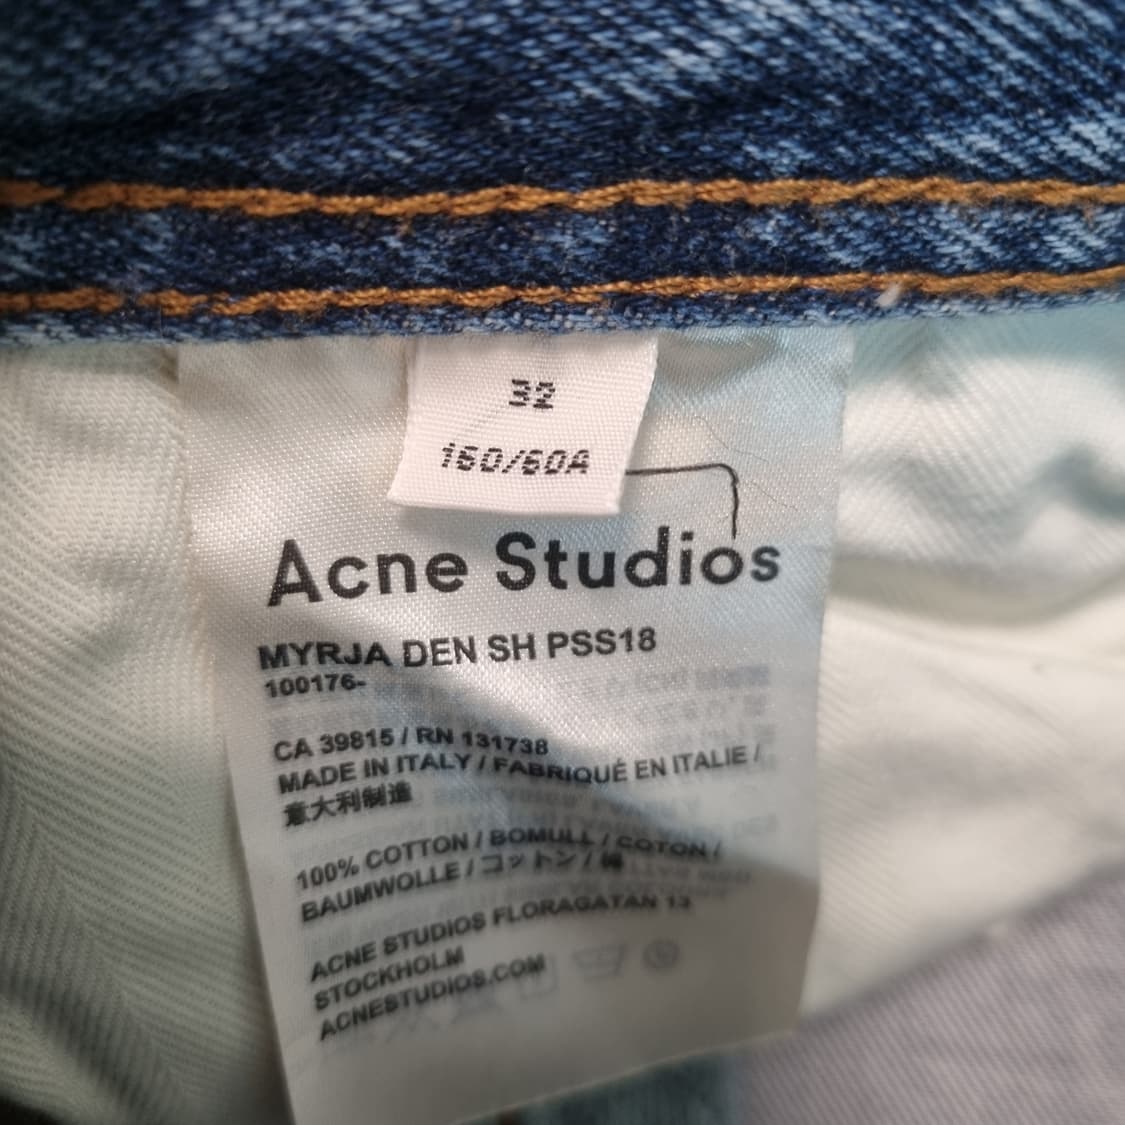 32
160/60A
Acne Studios
MYRJA DEN SH PSS18
100176-
CA 39815 / RN 131738
MADE IN ITALY / FABRIQUÉ EN ITALIE /
意大利制造
100% COTTON / BOMULL / COTON /
BAUMWOLLE / コットン / 綿
ACNE STUDIOS FLORAGATAN 13
STOCKHOLM
ACNESTUDIOS.COM